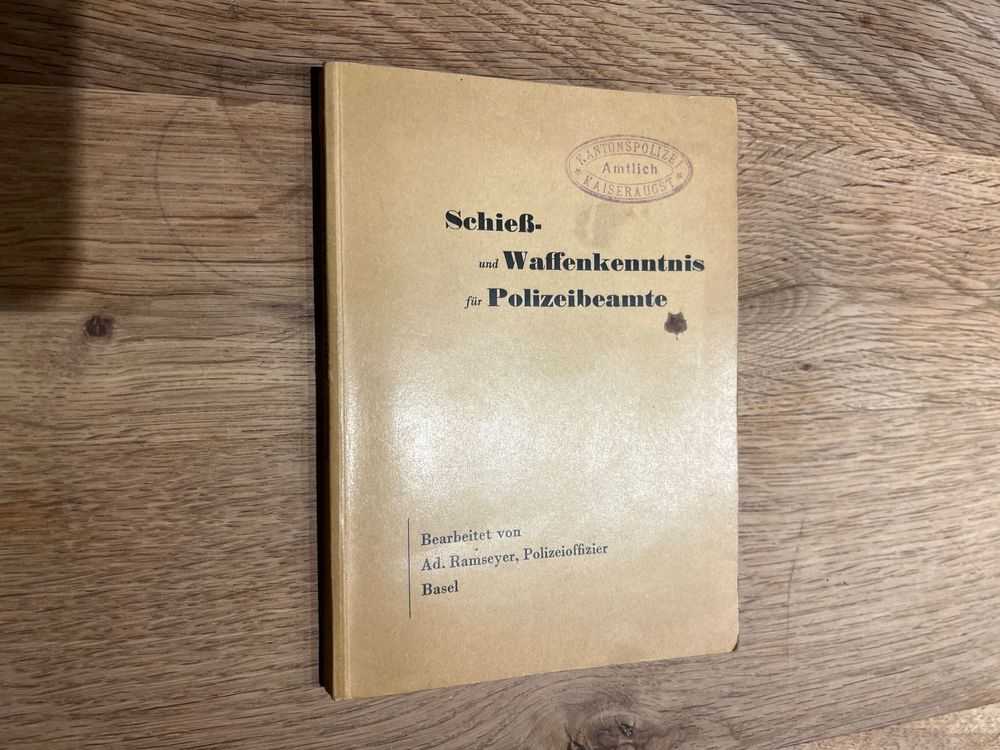 KANTONSPOLIZEI
Amtlich
KAISERAUGST
Schieß-
und Waffenkenntnis
für Polizeibeamte
Bearbeitet von
Ad. Ramseyer, Polizeioffizier
Basel